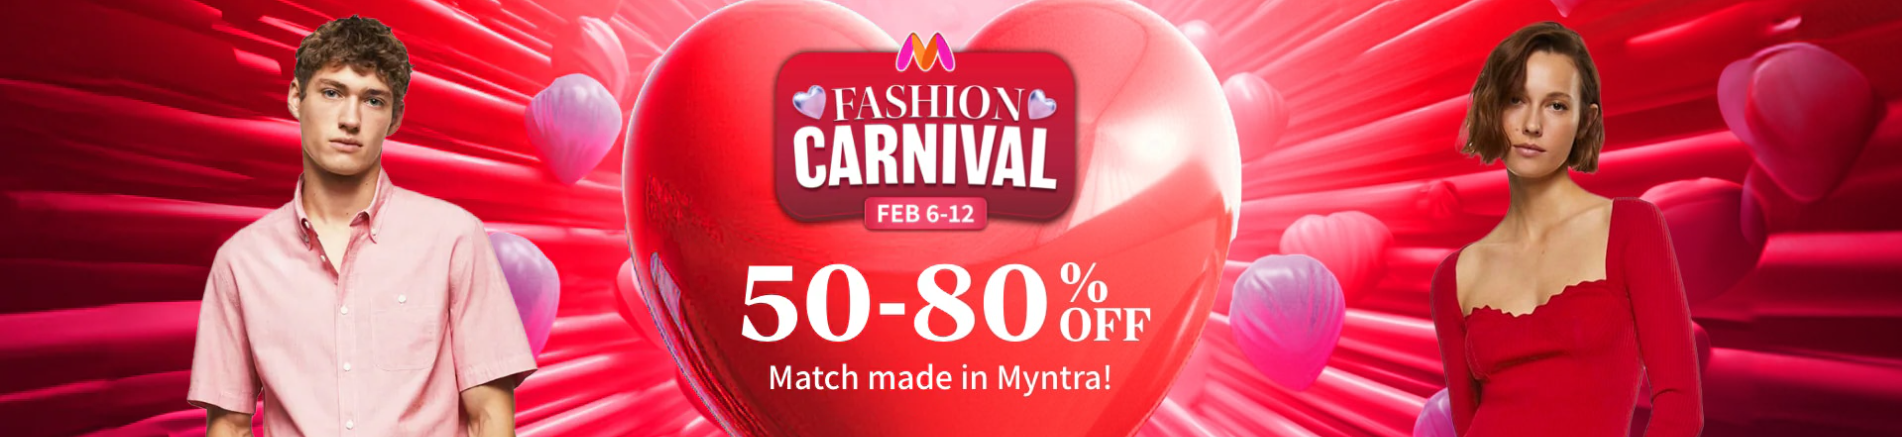 FASHION
CARNIVAL
FEB 6-12
50-80% OFF
Match made in Myntra!